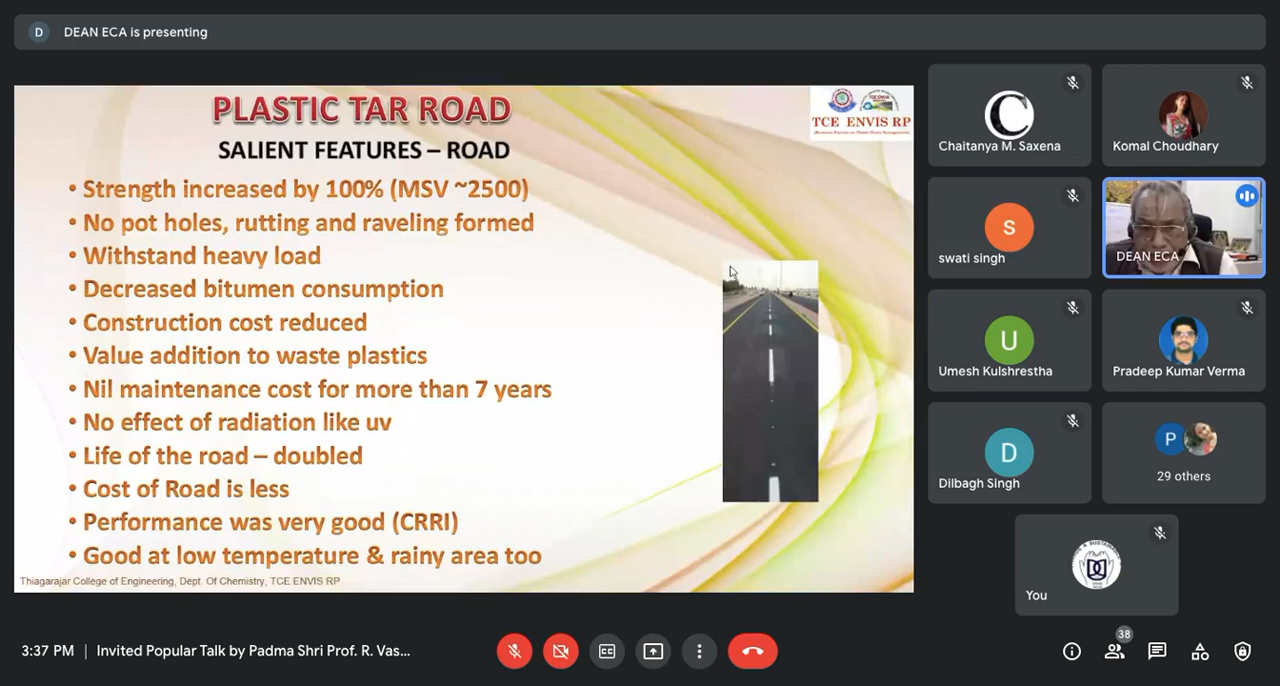 D
DEAN ECA is presenting
PLASTIC TAR ROAD
SALIENT FEATURES – ROAD
• Strength increased by 100% (MSV ~2500)
• No pot holes, rutting and raveling formed
• Withstand heavy load
• Decreased bitumen consumption
• Construction cost reduced
• Value addition to waste plastics
• Nil maintenance cost for more than 7 years
• No effect of radiation like uv
• Life of the road – doubled
• Cost of Road is less
• Performance was very good (CRRI)
• Good at low temperature & rainy area too
Thiagarajar College of Engineering, Dept. Of Chemistry, TCE ENVIS RP
TCE ENVIS RP
C
Chaitanya M. Saxena
Komal Choudhary
S
swati singh
DEAN ECA
U
Umesh Kulshrestha
Pradeep Kumar Verma
D
Dilbagh Singh
P
29 others
You
3:37 PM | Invited Popular Talk by Padma Shri Prof. R. Vas...
CC
38